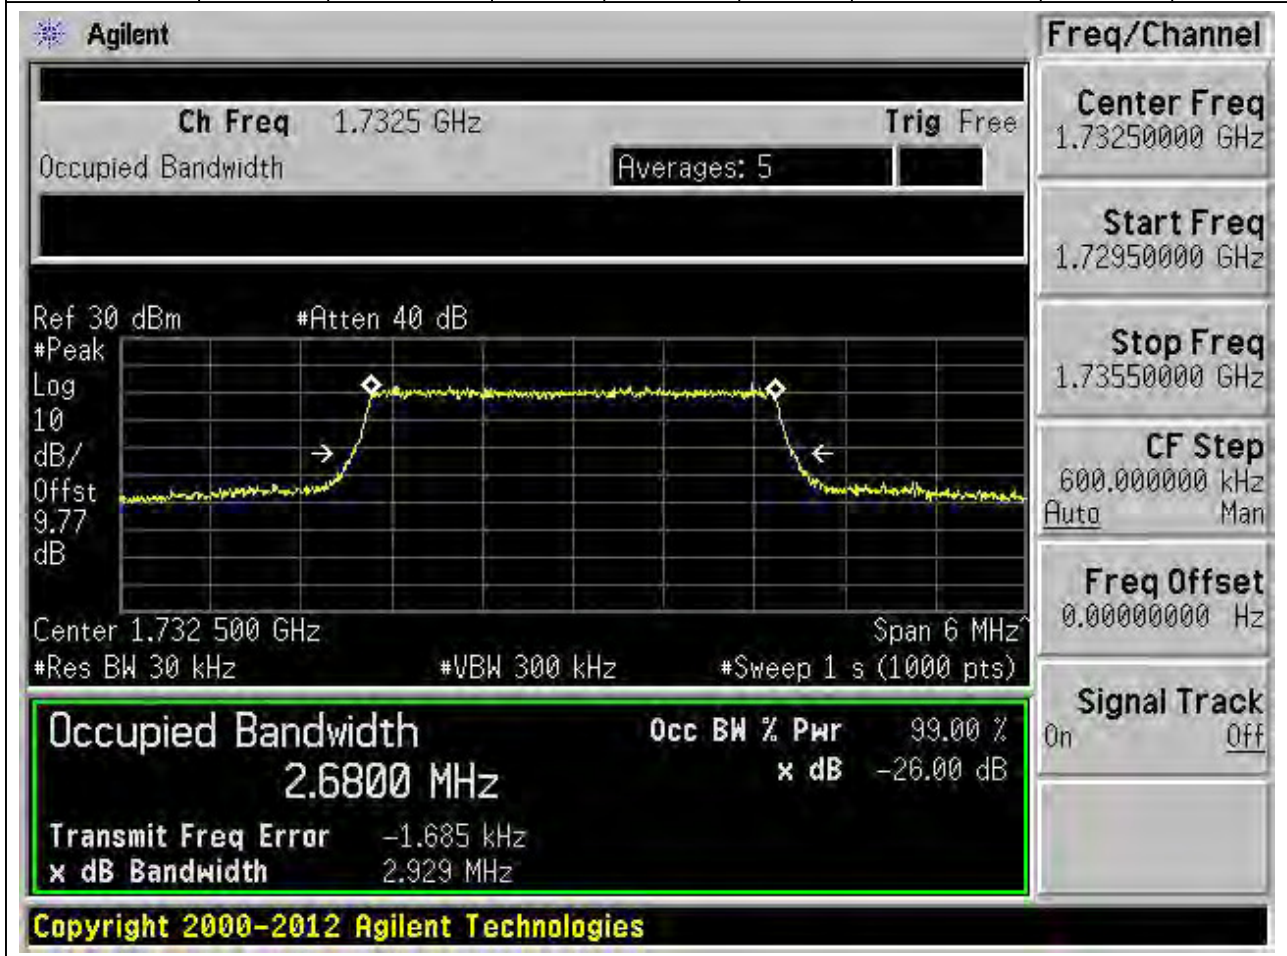 Agilent
Freq/Channel
Ch Freq 1.7325 GHz Trig Free
Occupied Bandwidth Averages: 5
Center Freq
1.73250000 GHz
Start Freq
1.72950000 GHz
Stop Freq
1.73550000 GHz
CF Step
600.000000 kHz
Auto Man
Freq Offset
0.00000000 Hz
Signal Track
On Off
Ref 30 dBm #Atten 40 dB
#Peak
Log
10
dB/
Offst
9.77
dB
Center 1.732 500 GHz Span 6 MHz^
#Res BW 30 kHz #VBW 300 kHz #Sweep 1 s (1000 pts)
Occupied Bandwidth Occ BW % Pwr 99.00 %
2.6800 MHz x dB -26.00 dB
Transmit Freq Error -1.685 kHz
x dB Bandwidth 2.929 MHz
Copyright 2000-2012 Agilent Technologies